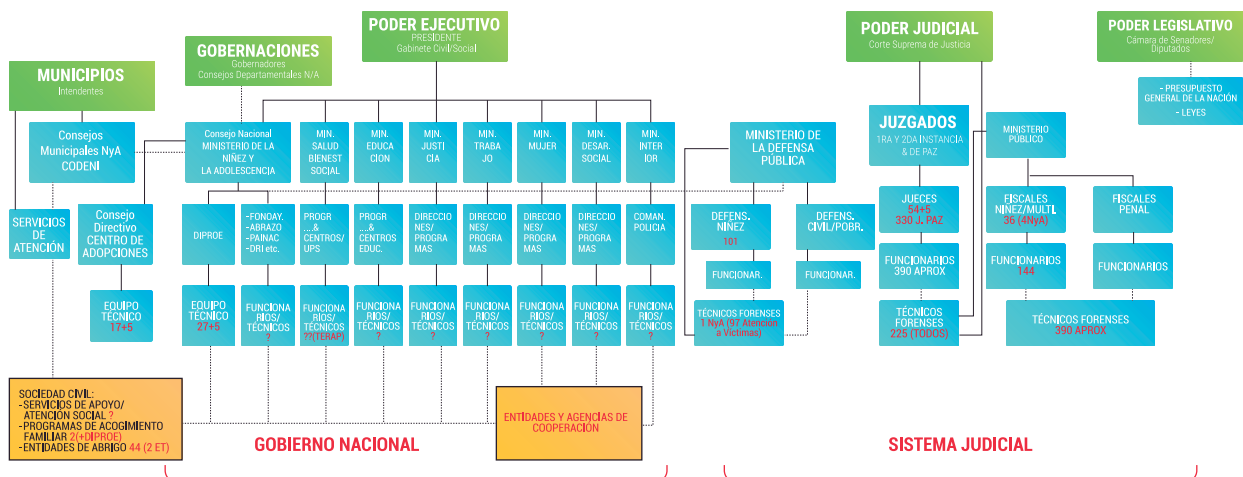 PODER EJECUTIVO
PRESIDENTE
Gabinete Civil/Social
PODER JUDICIAL
Corte Suprema de Justicia
PODER LEGISLATIVO
Cámara de Senadores/
Diputados
GOBERNACIONES
Gobernadores
Consejos Departamentales N/A
MUNICIPIOS
Intendentes
– PRESUPUESTO
GENERAL DE LA NACIÓN
– LEYES
Consejos
Municipales NyA
CODENI
Consejo Nacional
MINISTERIO DE LA
NIÑEZ Y
LA ADOLESCENCIA
MIN.
SALUD
BIENEST
SOCIAL
MIN.
EDUCA
CION
MIN.
JUSTI
CIA
MIN.
TRABA
JO
MIN.
MUJER
MIN.
DESAR.
SOCIAL
MIN.
INTER
IOR
MINISTERIO DE
LA DEFENSA
PÚBLICA
JUZGADOS
1RA Y 2DA INSTANCIA
& DE PAZ
MINISTERIO
PÚBLICO
SERVICIOS
DE
ATENCIÓN
Consejo
Directivo
CENTRO DE
ADOPCIONES
DIPROE
–FONOAY.
-ABRAZO
-PAINAC
-DRI etc.
PROGR
....&
CENTROS/
UPS
PROGR
....&
CENTROS
EDUC.
DIRECCIO
NES/
PROGRA
MAS
DIRECCIO
NES/
PROGRA
MAS
DIRECCIO
NES/
PROGRA
MAS
DIRECCIO
NES/
PROGRA
MAS
COMAN.
POLICIA
DEFENS.
NIÑEZ
101
DEFENS.
CIVIL/POBR.
JUECES
54+5
330 J. PAZ
FISCALES
NIÑEZ/MULTI.
36 (4NyA)
FISCALES
PENAL
FUNCIONAR.
FUNCIONAR.
FUNCIONARIOS
390 APROX
FUNCIONARIOS
144
FUNCIONARIOS
EQUIPO
TÉCNICO
17+5
EQUIPO
TÉCNICO
27+5
FUNCIONA
RIOS/
TÉCNICOS
?
FUNCIONA
RIOS/
TÉCNICOS
??(TERAP)
FUNCIONA
RIOS/
TÉCNICOS
?
FUNCIONA
RIOS/
TÉCNICOS
?
FUNCIONA
RIOS/
TÉCNICOS
?
FUNCIONA
RIOS/
TÉCNICOS
?
FUNCIONA
RIOS/
TÉCNICOS
?
FUNCIONA
RIOS/
TÉCNICOS
?
TÉCNICOS FORENSES
1 NyA (97 Atención
a Víctimas)
TÉCNICOS
FORENSES
225 (TODOS)
TÉCNICOS FORENSES
390 APROX
SOCIEDAD CIVIL:
-SERVICIOS DE APOYO/
ATENCIÓN SOCIAL ?
-PROGRAMAS DE ACOGIMIENTO
FAMILIAR 2(+DIPROE)
-ENTIDADES DE ABRIGO 44 (2 ET)
ENTIDADES Y AGENCIAS DE
COOPERACIÓN
GOBIERNO NACIONAL
SISTEMA JUDICIAL